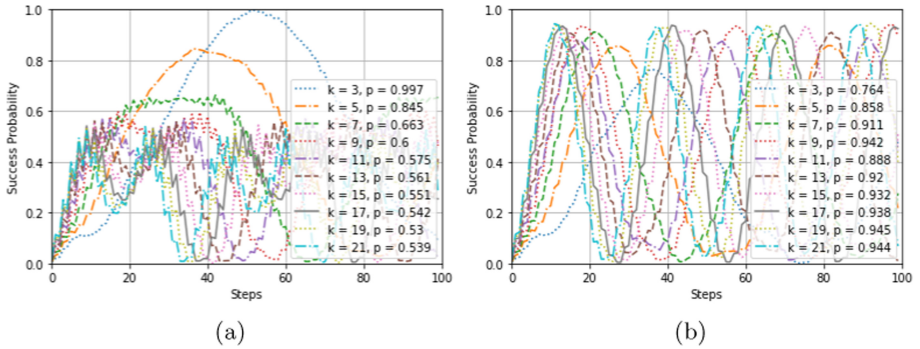 1.0
0.8
0.6
0.4
0.2
0.0
Success Probability
k = 3, p = 0.997
k = 5, p = 0.845
k = 7, p = 0.663
k = 9, p = 0.6
k = 11, p = 0.575
k = 13, p = 0.561
k = 15, p = 0.551
k = 17, p = 0.542
k = 19, p = 0.53
k = 21, p = 0.539
0 20 40 60 80 100
Steps
(a)
1.0
0.8
0.6
0.4
0.2
0.0
Success Probability
k = 3, p = 0.764
k = 5, p = 0.858
k = 7, p = 0.911
k = 9, p = 0.942
k = 11, p = 0.888
k = 13, p = 0.92
k = 15, p = 0.932
k = 17, p = 0.938
k = 19, p = 0.945
k = 21, p = 0.944
0 20 40 60 80 100
Steps
(b)